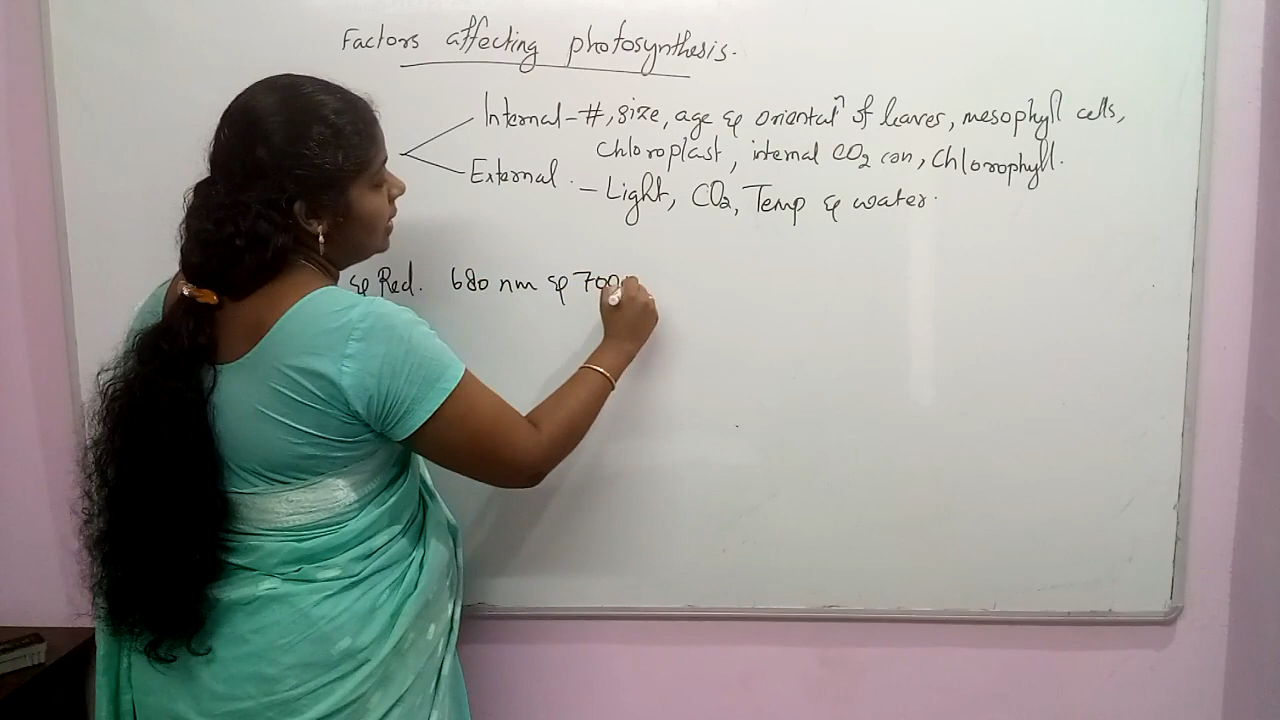 Factors affecting photosynthesis.
Internal - #, size, age & orientatⁿ of leaves, mesophyll cells,
chloroplast, internal CO₂ con, Chlorophyll.
External - Light, CO₂, Temp & water.
& Red. 680 nm & 700